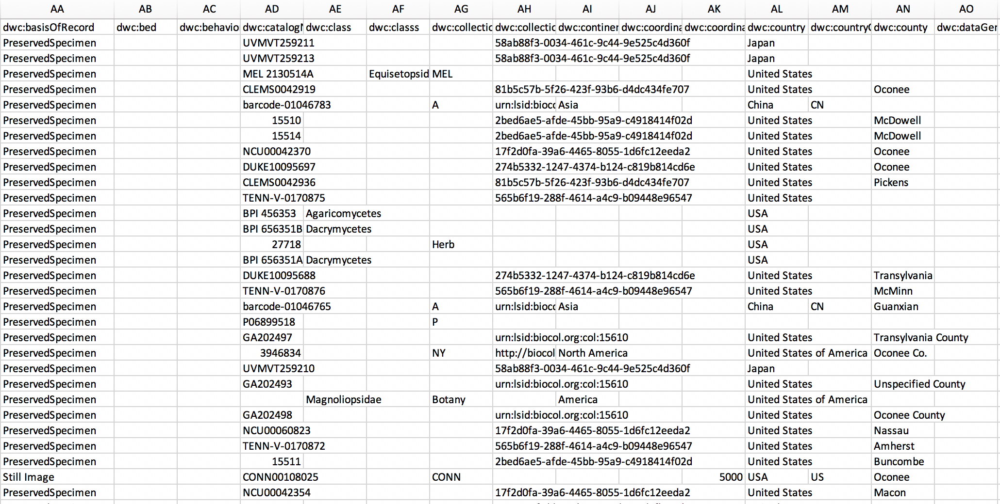 AA AB AC AD AE AF AG AH AI AJ AK AL AM AN AO
dwc:basisOfRecord dwc:bed dwc:behavio dwc:catalogN dwc:class dwc:classs dwc:collectic dwc:collectic dwc:continer dwc:coordina dwc:coordina dwc:country dwc:country( dwc:county dwc:dataGer
PreservedSpecimen UVMVT259211 58ab88f3-0034-461c-9c44-9e525c4d360f Japan
PreservedSpecimen UVMVT259213 58ab88f3-0034-461c-9c44-9e525c4d360f Japan
PreservedSpecimen MEL 2130514A Equisetopsid MEL United States
PreservedSpecimen CLEMS0042919 81b5c57b-5f26-423f-93b6-d4dc434fe707 United States Oconee
PreservedSpecimen barcode-01046783 A urn:lsid:biocc Asia China CN
PreservedSpecimen 15510 2bed6ae5-afde-45bb-95a9-c4918414f02d United States McDowell
PreservedSpecimen 15514 2bed6ae5-afde-45bb-95a9-c4918414f02d United States McDowell
PreservedSpecimen NCU00042370 17f2d0fa-39a6-4465-8055-1d6fc12eeda2 United States Oconee
PreservedSpecimen DUKE10095697 274b5332-1247-4374-b124-c819b814cd6e United States Oconee
PreservedSpecimen CLEMS0042936 81b5c57b-5f26-423f-93b6-d4dc434fe707 United States Pickens
PreservedSpecimen TENN-V-0170875 565b6f19-288f-4614-a4c9-b09448e96547 United States
PreservedSpecimen BPI 456353 Agaricomycetes USA
PreservedSpecimen BPI 656351B Dacrymycetes USA
PreservedSpecimen 27718 Herb USA
PreservedSpecimen BPI 656351A Dacrymycetes USA
PreservedSpecimen DUKE10095688 274b5332-1247-4374-b124-c819b814cd6e United States Transylvania
PreservedSpecimen TENN-V-0170876 565b6f19-288f-4614-a4c9-b09448e96547 United States McMinn
PreservedSpecimen barcode-01046765 A urn:lsid:biocc Asia China CN Guanxian
PreservedSpecimen P06899518 P
PreservedSpecimen GA202497 urn:lsid:biocol.org:col:15610 United States Transylvania County
PreservedSpecimen 3946834 NY http://biocol North America United States of America Oconee Co.
PreservedSpecimen UVMVT259210 58ab88f3-0034-461c-9c44-9e525c4d360f Japan
PreservedSpecimen GA202493 urn:lsid:biocol.org:col:15610 United States Unspecified County
PreservedSpecimen Magnoliopsidae Botany America United States of America
PreservedSpecimen GA202498 urn:lsid:biocol.org:col:15610 United States Oconee County
PreservedSpecimen NCU00060823 17f2d0fa-39a6-4465-8055-1d6fc12eeda2 United States Nassau
PreservedSpecimen TENN-V-0170872 565b6f19-288f-4614-a4c9-b09448e96547 United States Amherst
PreservedSpecimen 15511 2bed6ae5-afde-45bb-95a9-c4918414f02d United States Buncombe
Still Image CONN00108025 CONN 5000 USA US Oconee
PreservedSpecimen NCU00042354 17f2d0fa-39a6-4465-8055-1d6fc12eeda2 United States Macon